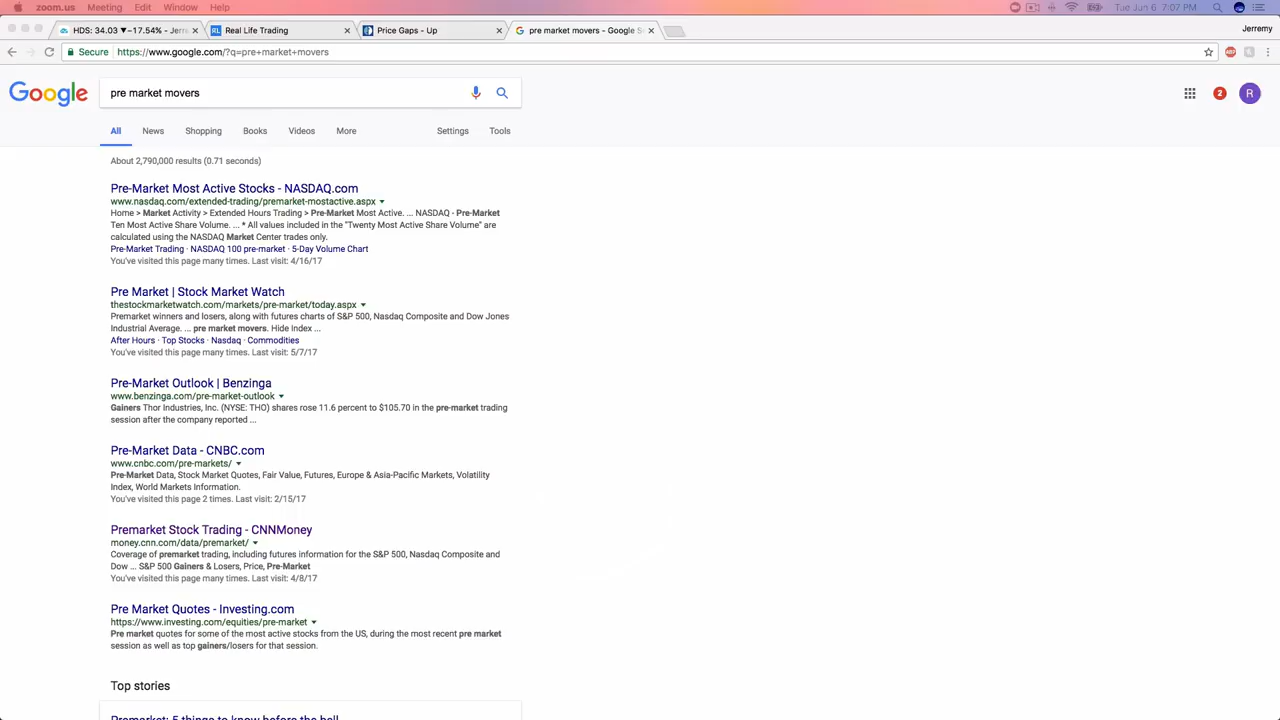 zoom.us Meeting Edit Window Help Tue Jun 6 7:07 PM
HDS: 34.03 ▼−17.54% - Jerr
Real Life Trading
Price Gaps - Up
pre market movers - Google Se
Jerremy
Secure https://www.google.com/?q=pre+market+movers
ABP
Google
pre market movers
2
R
All News Shopping Books Videos More Settings Tools
About 2,790,000 results (0.71 seconds)
Pre-Market Most Active Stocks - NASDAQ.com
www.nasdaq.com/extended-trading/premarket-mostactive.aspx
Home > Market Activity > Extended Hours Trading > Pre-Market Most Active. ... NASDAQ - Pre-Market
Ten Most Active Share Volume. ... * All values included in the "Twenty Most Active Share Volume" are
calculated using the NASDAQ Market Center trades only.
Pre-Market Trading · NASDAQ 100 pre-market · 5-Day Volume Chart
You've visited this page many times. Last visit: 4/16/17
Pre Market | Stock Market Watch
thestockmarketwatch.com/markets/pre-market/today.aspx
Premarket winners and losers, along with futures charts of S&P 500, Nasdaq Composite and Dow Jones
Industrial Average. ... pre market movers. Hide Index ...
After Hours · Top Stocks · Nasdaq · Commodities
You've visited this page many times. Last visit: 5/7/17
Pre-Market Outlook | Benzinga
www.benzinga.com/pre-market-outlook
Gainers Thor Industries, Inc. (NYSE: THO) shares rose 11.6 percent to $105.70 in the pre-market trading
session after the company reported ...
Pre-Market Data - CNBC.com
www.cnbc.com/pre-markets/
Pre-Market Data, Stock Market Quotes, Fair Value, Futures, Europe & Asia-Pacific Markets, Volatility
Index, World Markets Information.
You've visited this page 2 times. Last visit: 2/15/17
Premarket Stock Trading - CNNMoney
money.cnn.com/data/premarket/
Coverage of premarket trading, including futures information for the S&P 500, Nasdaq Composite and
Dow ... S&P 500 Gainers & Losers, Price, Pre-Market
You've visited this page many times. Last visit: 4/8/17
Pre Market Quotes - Investing.com
https://www.investing.com/equities/pre-market
Pre market quotes for some of the most active stocks from the US, during the most recent pre market
session as well as top gainers/losers for that session.
Top stories
Premarket: 5 things to know before the bell